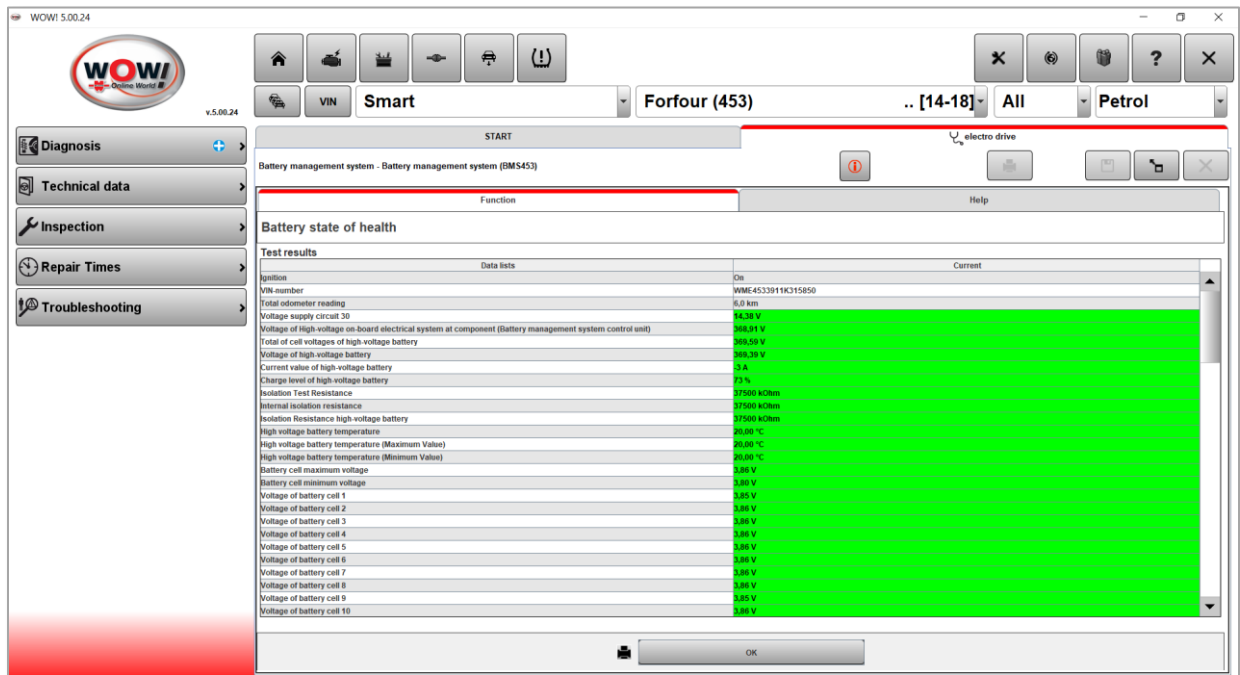 WOW! 5.00.24
WOW!
Online World
v.5.00.24
VIN
Smart
Forfour (453)
.. [14-18]
All
Petrol
Diagnosis
Technical data
Inspection
Repair Times
Troubleshooting
START
electro drive
Battery management system - Battery management system (BMS453)
Function
Help
Battery state of health
Test results
Data lists Current
Ignition On
VIN-number WME4533911K315850
Total odometer reading 6,0 km
Voltage supply circuit 30 14,38 V
Voltage of High-voltage on-board electrical system at component (Battery management system control unit) 368,91 V
Total of cell voltages of high-voltage battery 369,59 V
Voltage of high-voltage battery 369,39 V
Current value of high-voltage battery -3 A
Charge level of high-voltage battery 73 %
Isolation Test Resistance 37500 kOhm
Internal isolation resistance 37500 kOhm
Isolation Resistance high-voltage battery 37500 kOhm
High voltage battery temperature 20,00 °C
High voltage battery temperature (Maximum Value) 20,00 °C
High voltage battery temperature (Minimum Value) 20,00 °C
Battery cell maximum voltage 3,86 V
Battery cell minimum voltage 3,80 V
Voltage of battery cell 1 3,85 V
Voltage of battery cell 2 3,86 V
Voltage of battery cell 3 3,86 V
Voltage of battery cell 4 3,86 V
Voltage of battery cell 5 3,86 V
Voltage of battery cell 6 3,86 V
Voltage of battery cell 7 3,86 V
Voltage of battery cell 8 3,86 V
Voltage of battery cell 9 3,85 V
Voltage of battery cell 10 3,86 V
OK